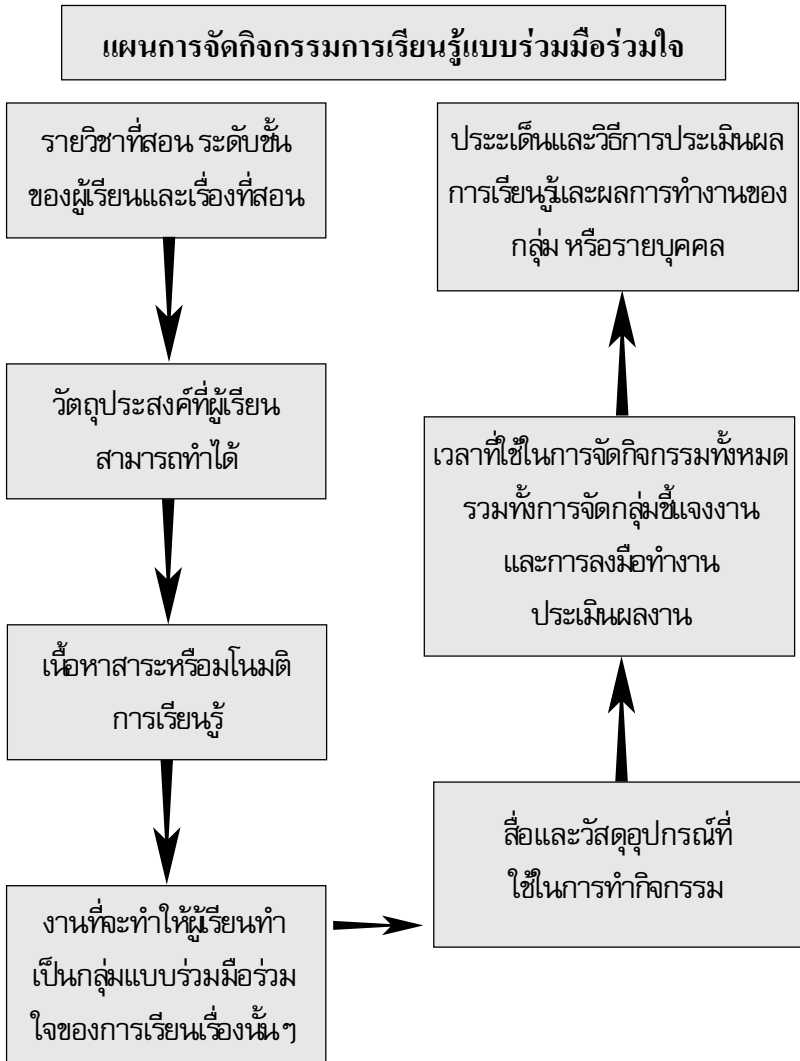 แผนการจัดกิจกรรมการเรียนรู้แบบร่วมมือร่วมใจ
รายวิชาที่สอน ระดับชั้น
ของผู้เรียนและเรื่องที่สอน
วัตถุประสงค์ที่ผู้เรียน
สามารถทำได้
เนื้อหาสาระหรือมโนมติ
การเรียนรู้
งานที่จะทำให้ผู้เรียนทำ
เป็นกลุ่มแบบร่วมมือร่วม
ใจของการเรียนเรื่องนั้น ๆ
สื่อและวัสดุอุปกรณ์ที่
ใช้ในการทำกิจกรรม
เวลาที่ใช้ในการจัดกิจกรรมทั้งหมด
รวมทั้งการจัดกลุ่มชี้แจงงาน
และการลงมือทำงาน
ประเมินผลงาน
ประะเด็นและวิธีการประเมินผล
การเรียนรู้และผลการทำงานของ
กลุ่ม หรือรายบุคคล